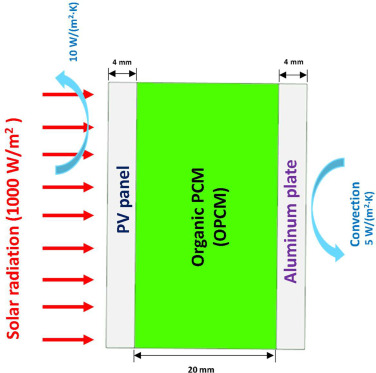 10 W/(m²·K)
4 mm
4 mm
Solar radiation (1000 W/m² )
PV panel
Organic PCM
(OPCM)
Aluminum plate
Convection
5 W/(m²·K)
20 mm